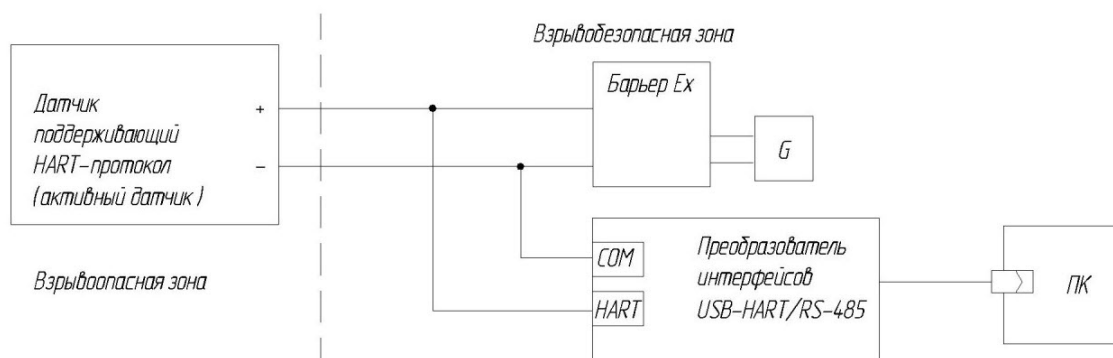 Взрывобезопасная зона
Датчик
поддерживающий
HART-протокол
(активный датчик)
+
−
Барьер Ex
G
COM
HART
Преобразователь
интерфейсов
USB-HART/RS-485
ПК
Взрывоопасная зона